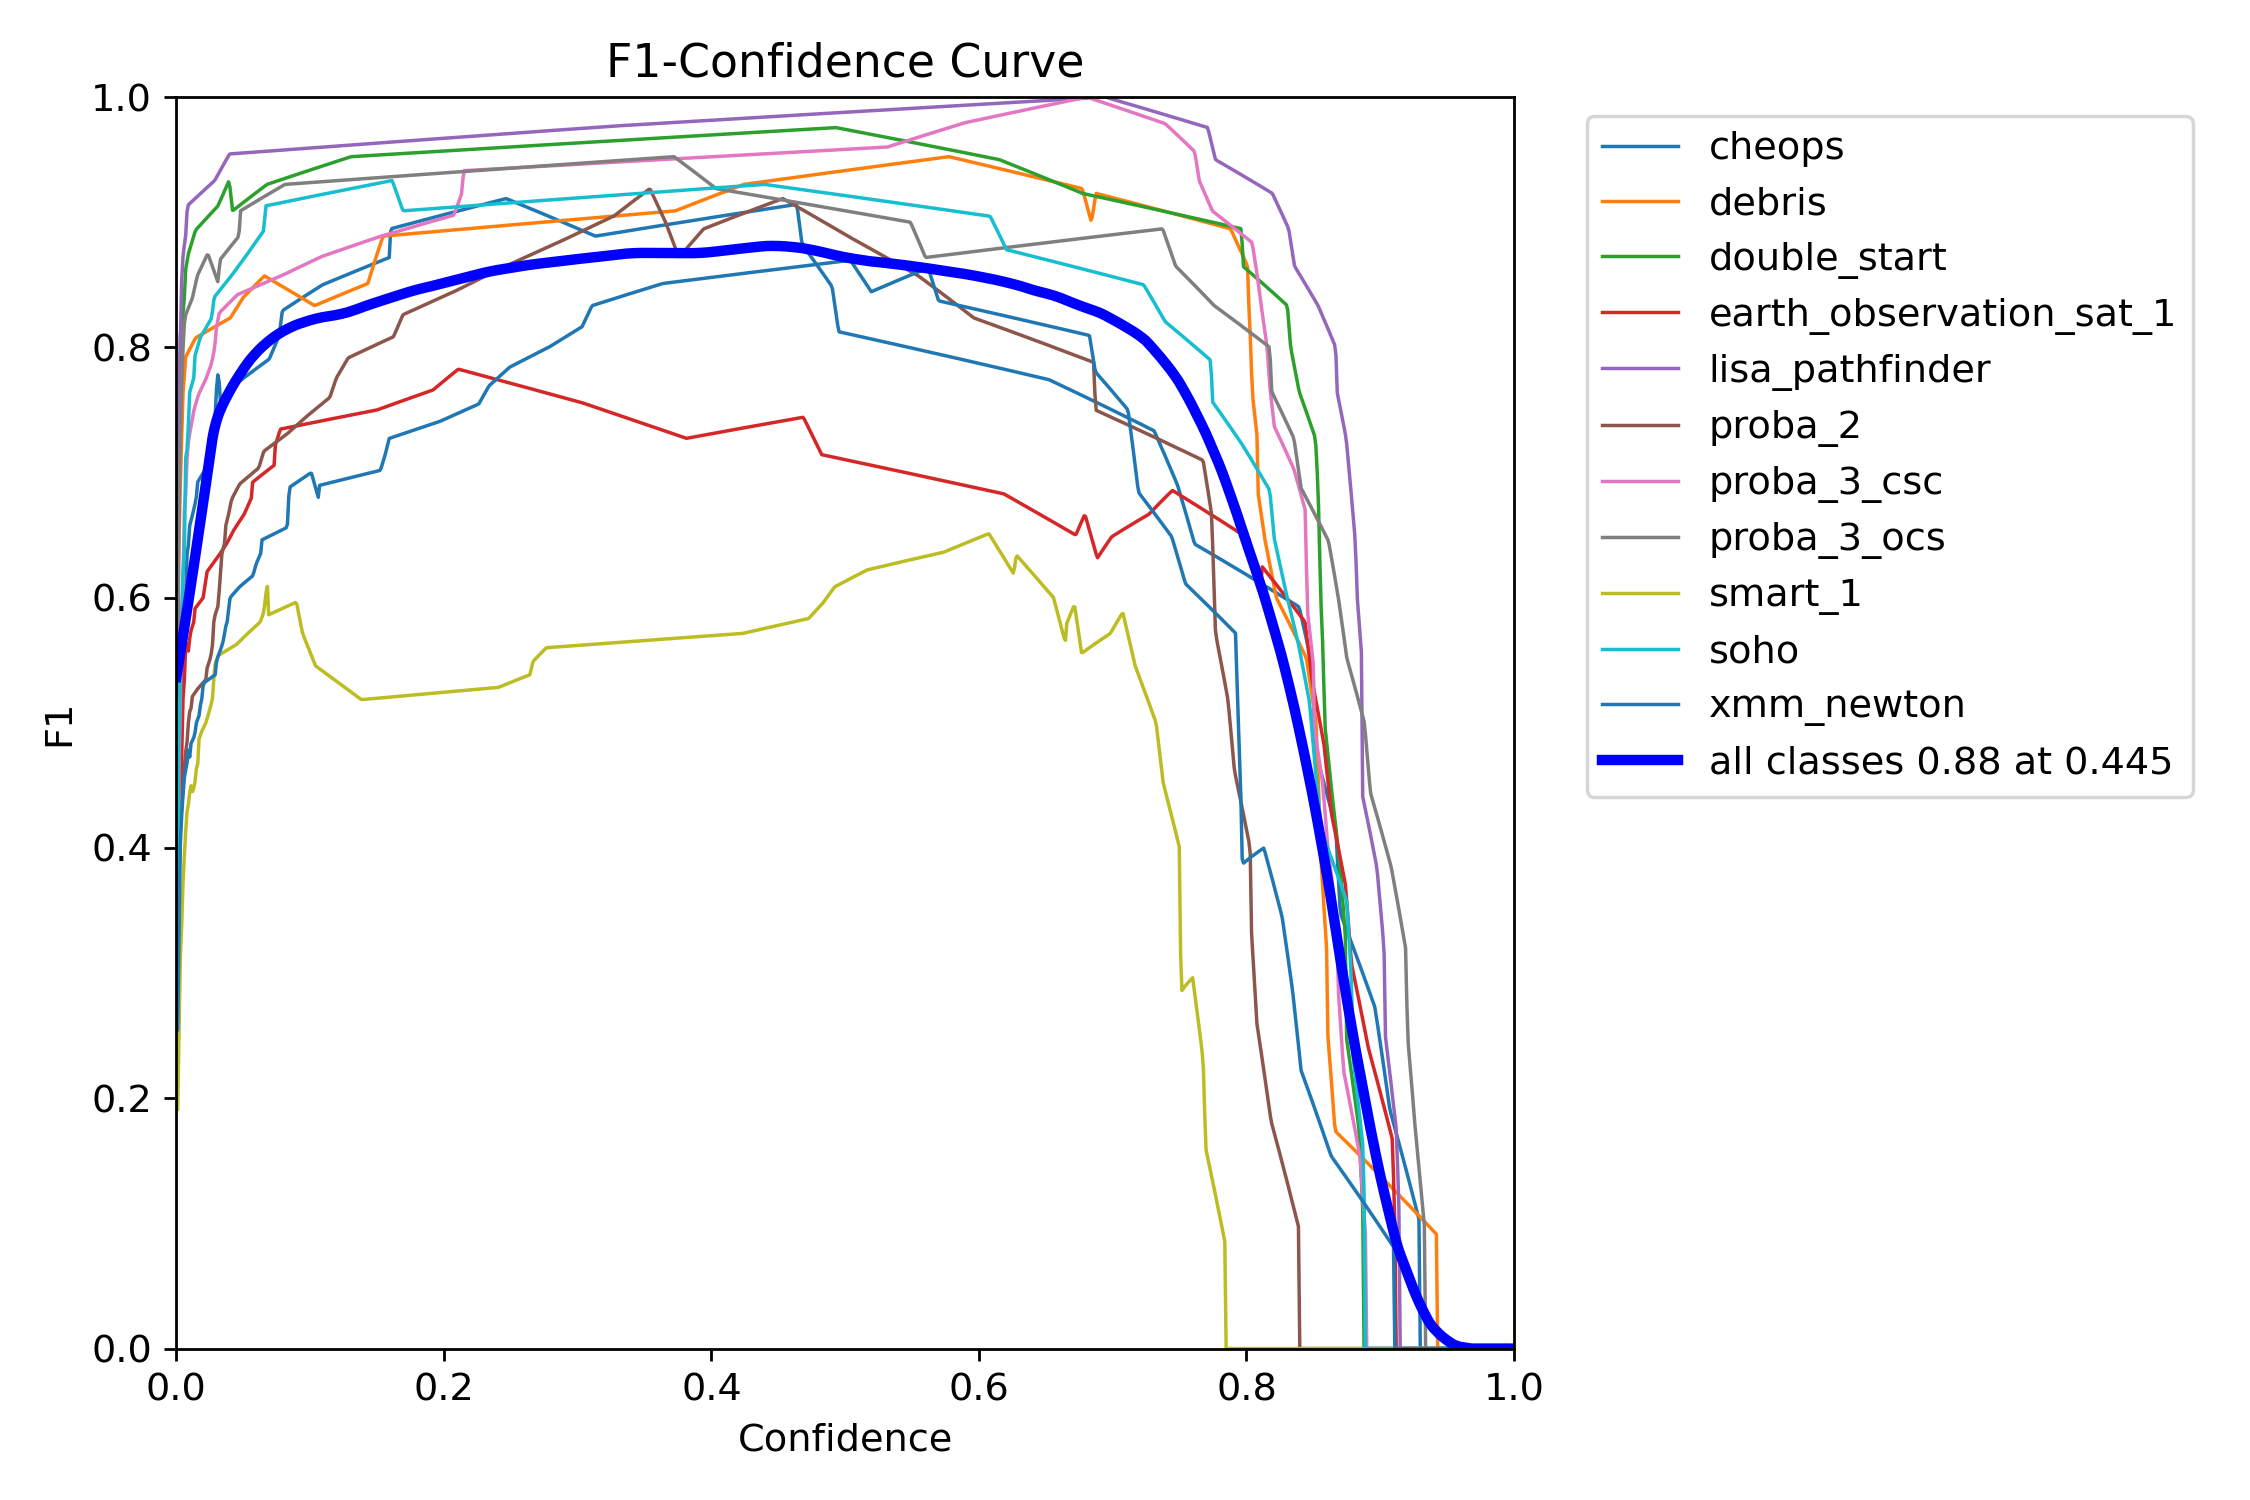 F1-Confidence Curve
1.0
0.8
0.6
0.4
0.2
0.0
F1
0.0 0.2 0.4 0.6 0.8 1.0
Confidence
cheops
debris
double_start
earth_observation_sat_1
lisa_pathfinder
proba_2
proba_3_csc
proba_3_ocs
smart_1
soho
xmm_newton
all classes 0.88 at 0.445